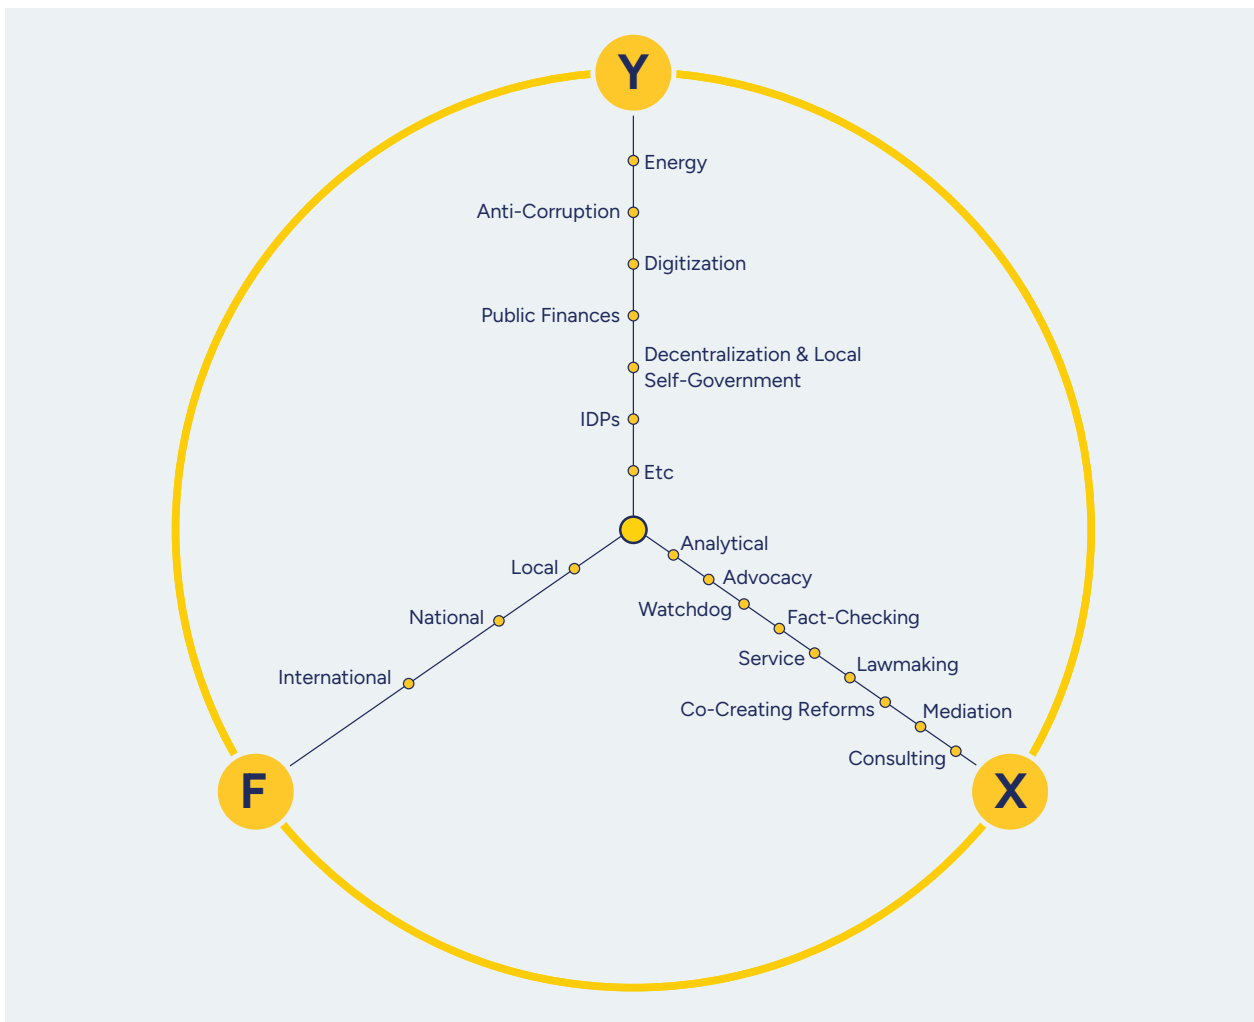 Y
Energy
Anti-Corruption
Digitization
Public Finances
Decentralization & Local
Self-Government
IDPs
Etc
Analytical
Local
Advocacy
Watchdog
National
Fact-Checking
Service
Lawmaking
International
Co-Creating Reforms
Mediation
Consulting
F
X